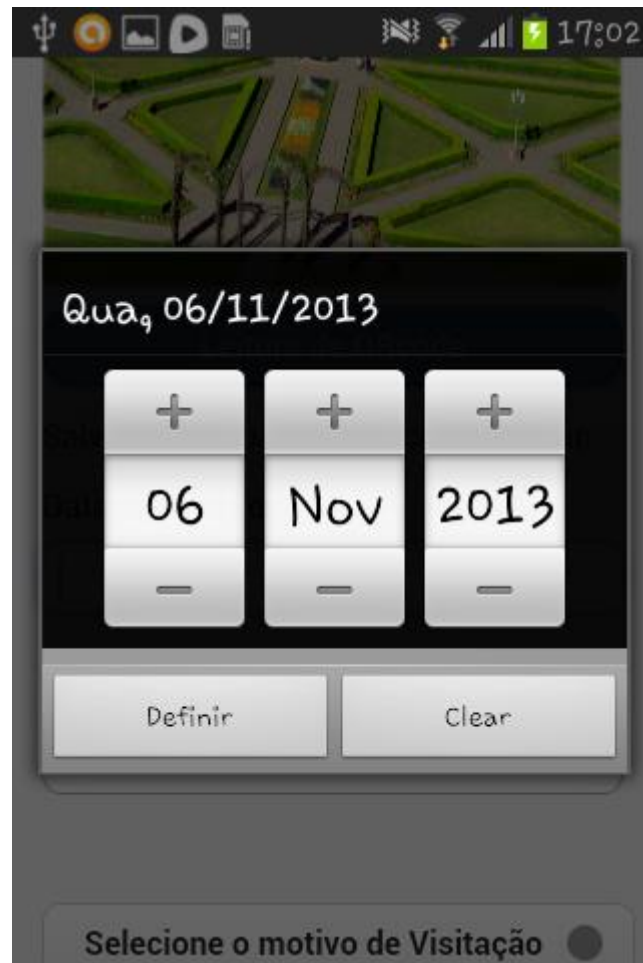 17:02
Qua, 06/11/2013
+ + +
06 Nov 2013
- - -
Definir Clear
Selecione o motivo de Visitação